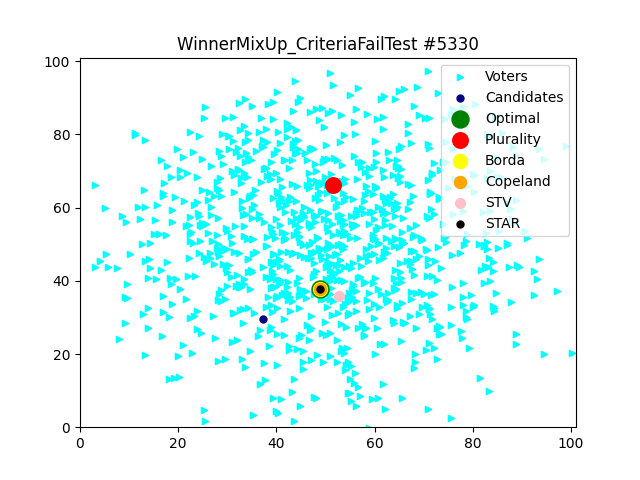 WinnerMixUp_CriteriaFailTest #5330
100
80
60
40
20
0
0 20 40 60 80 100
Voters
Candidates
Optimal
Plurality
Borda
Copeland
STV
STAR